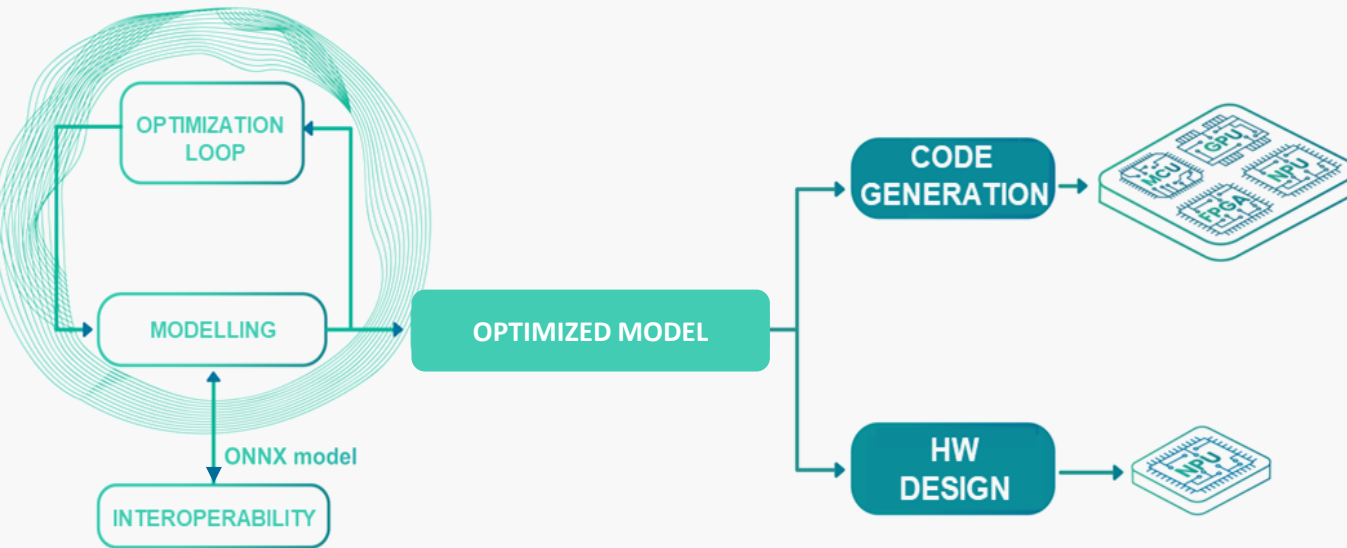 OPTIMIZATION
LOOP
MODELLING
ONNX model
INTEROPERABILITY
OPTIMIZED MODEL
CODE
GENERATION
GPU
MCU
NPU
FPGA
HW
DESIGN
NPU